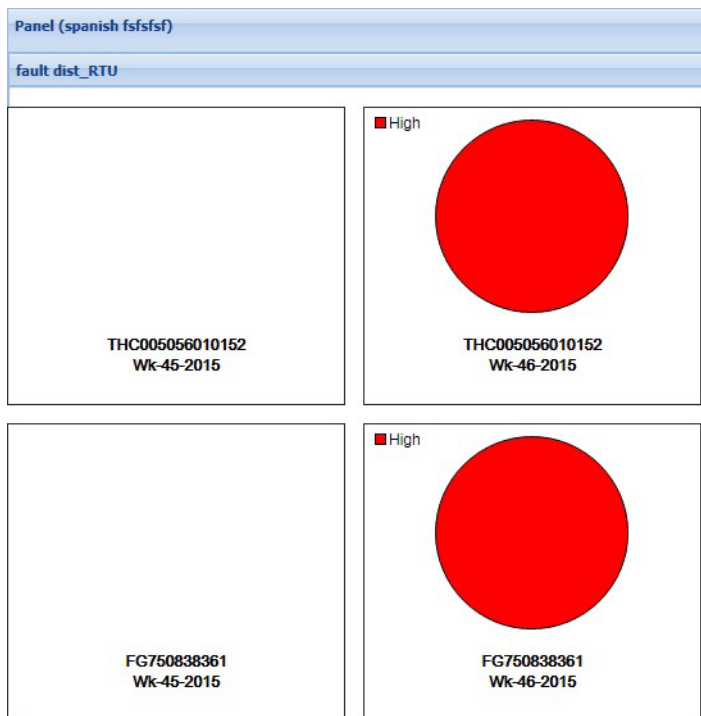 Panel (spanish fsfsfsf)
fault dist_RTU
High
THC005056010152
Wk-45-2015
THC005056010152
Wk-46-2015
High
FG750838361
Wk-45-2015
FG750838361
Wk-46-2015